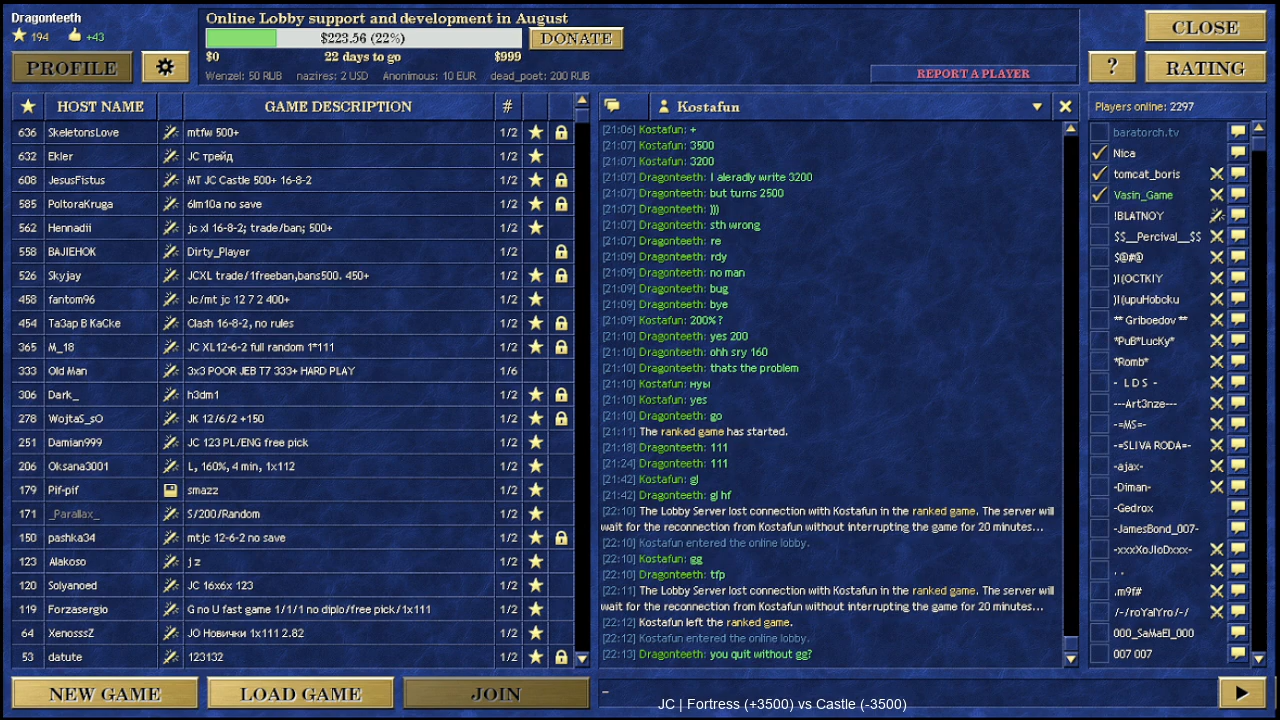 Dragonteeth
194 +43
PROFILE
Online Lobby support and development in August
$223.56 (22%)
DONATE
$0 22 days to go $999
Wenzel: 50 RUB nazires: 2 USD Anonimous: 10 EUR dead_poet: 200 RUB
REPORT A PLAYER
CLOSE
? RATING
HOST NAME GAME DESCRIPTION #
636 SkeletonsLove mtfw 500+ 1/2
632 Ekler JC трейд 1/2
608 JesusFistus MT JC Castle 500+ 16-8-2 1/2
585 PoltoraKruga 6lm10a no save 1/2
562 Hennadii jc xl 16-8-2; trade/ban; 500+ 1/2
558 BAJIEHOK Dirty_Player 1/2
526 Skyjay JCXL trade/1freeban,bans500. 450+ 1/2
458 fantom96 Jc/mt jc 12 7 2 400+ 1/2
454 Ta3ap B KaCke Clash 16-8-2, no rules 1/2
365 M_18 JC XL12-6-2 full random 1*111 1/2
333 Old Man 3x3 POOR JEB T7 333+ HARD PLAY 1/6
306 Dark_ h3dm1 1/2
278 WojtaS_sO JK 12/6/2 +150 1/2
251 Damian999 JC 123 PL/ENG free pick 1/2
206 Oksana3001 L, 160%, 4 min, 1x112 1/2
179 Pif-pif smazz 1/2
171 _Parallax_ S/200/Random 1/2
150 pashka34 mtjc 12-6-2 no save 1/2
123 Alakoso j z 1/2
120 Solyanoed JC 16x6x 123 1/2
119 Forzasergio G no U fast game 1/1/1 no diplo/free pick/1x111 1/2
64 XenosssZ JO Новички 1x111 2.82 1/2
53 datute 123132 1/2
NEW GAME LOAD GAME JOIN
Kostafun
[21:06] Kostafun: +
[21:07] Kostafun: 3500
[21:07] Kostafun: 3200
[21:07] Dragonteeth: I aleradly write 3200
[21:07] Dragonteeth: but turns 2500
[21:07] Dragonteeth: )))
[21:07] Dragonteeth: sth wrong
[21:07] Dragonteeth: re
[21:09] Dragonteeth: rdy
[21:09] Dragonteeth: no man
[21:09] Dragonteeth: bug
[21:09] Dragonteeth: bye
[21:09] Kostafun: 200%?
[21:10] Dragonteeth: yes 200
[21:10] Dragonteeth: ohh sry 160
[21:10] Dragonteeth: thats the problem
[21:10] Kostafun: нуы
[21:10] Kostafun: yes
[21:10] Dragonteeth: go
[21:11] The ranked game has started.
[21:18] Dragonteeth: 111
[21:24] Dragonteeth: 111
[21:42] Kostafun: gl
[21:42] Dragonteeth: gl hf
[22:10] The Lobby Server lost connection with Kostafun in the ranked game. The server will
wait for the reconnection from Kostafun without interrupting the game for 20 minutes...
[22:10] Kostafun entered the online lobby.
[22:10] Kostafun: gg
[22:10] Dragonteeth: tfp
[22:11] The Lobby Server lost connection with Kostafun in the ranked game. The server will
wait for the reconnection from Kostafun without interrupting the game for 20 minutes...
[22:12] Kostafun left the ranked game.
[22:12] Kostafun entered the online lobby.
[22:13] Dragonteeth: you quit without gg?
JC | Fortress (+3500) vs Castle (-3500)
Players online: 2297
baratorch.tv
Nica
tomcat_boris
Vasin_Game
!BLATNOY
$$__Percival__$$
$@#@
)I(OCTKIY
)I(upuHobcku
** Griboedov **
*PuB*LucKy*
*Romb*
- L D S -
---Art3nze---
-=MS=-
-=SLIVA RODA=-
-ajax-
-Diman-
-Gedrox
-JamesBond_007-
-xxxXoJIoDxxx-
. .
.m9f#
/-/roYalYro/-/
000_SaMaEl_000
007 007